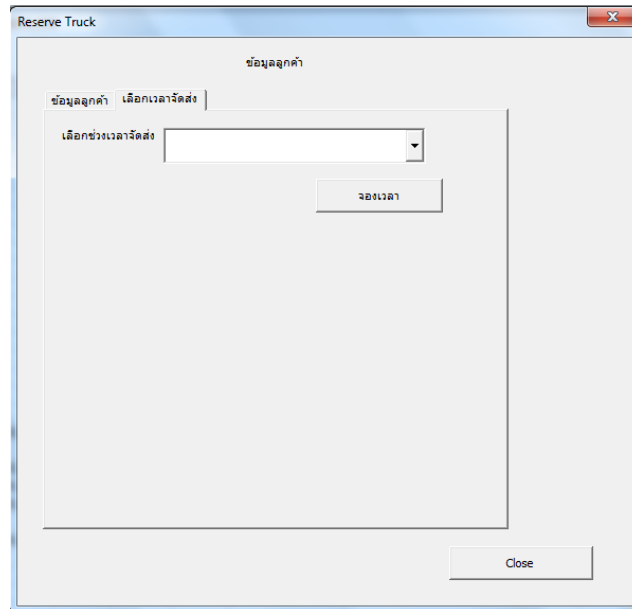 Reserve Truck
ข้อมูลลูกค้า
ข้อมูลลูกค้า เลือกเวลาจัดส่ง
เลือกช่วงเวลาจัดส่ง
จองเวลา
Close